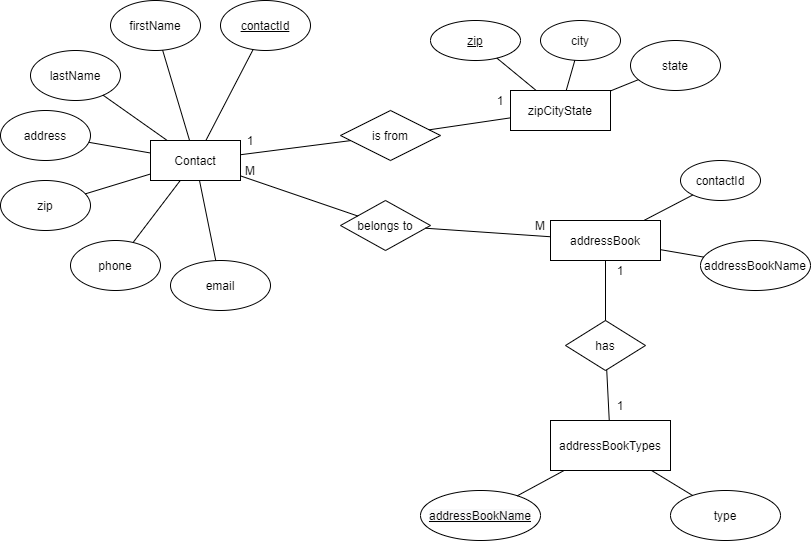 firstName
contactId
lastName
address
zip
phone
email
Contact
1
M
is from
1
zip
city
state
zipCityState
belongs to
M
addressBook
contactId
addressBookName
1
has
1
addressBookTypes
addressBookName
type